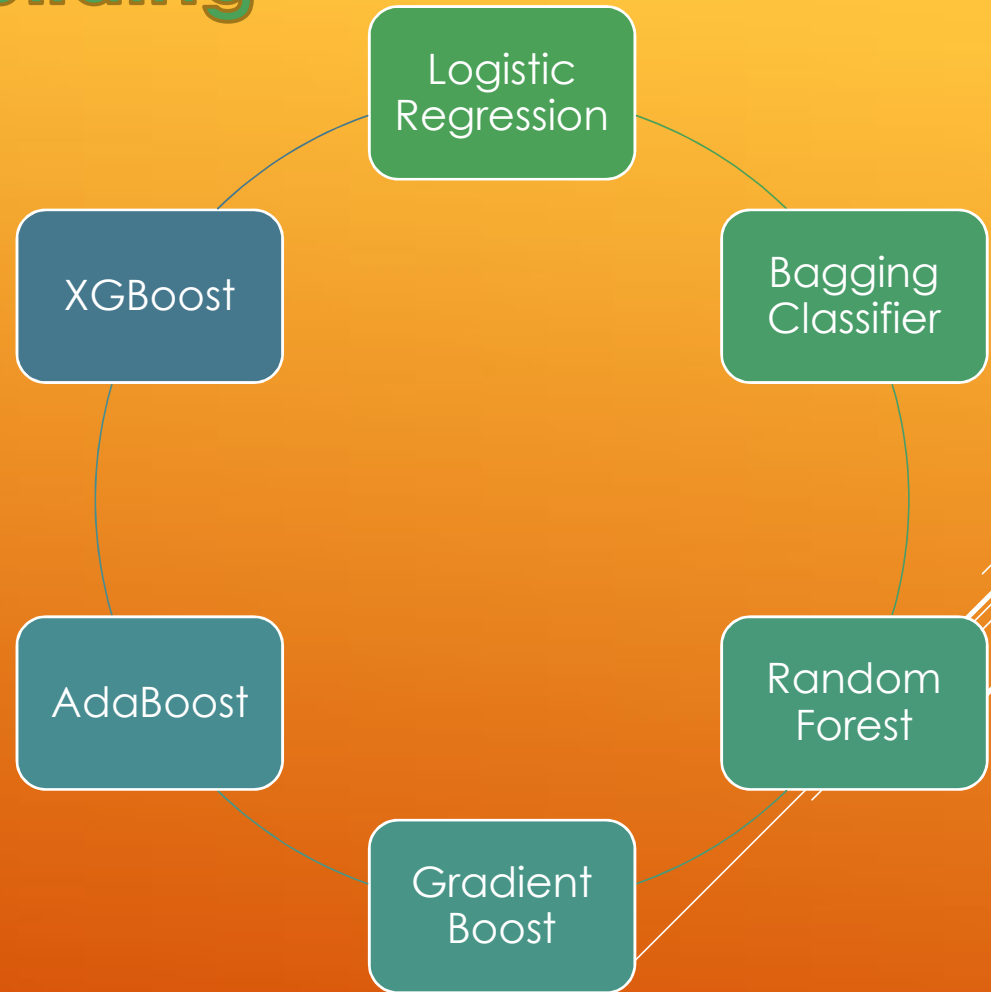 Logistic
Regression
Bagging
Classifier
Random
Forest
Gradient
Boost
AdaBoost
XGBoost